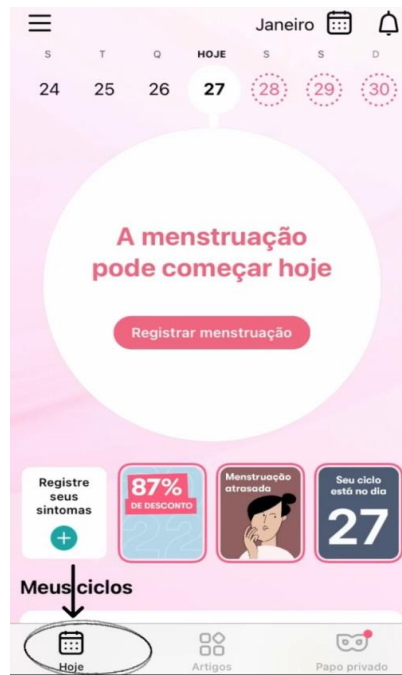 Janeiro
S T Q HOJE S S D
24 25 26 27 28 29 30
A menstruação
pode começar hoje
Registrar menstruação
Registre
seus
sintomas
87%
DE DESCONTO
22
Menstruação
atrasada
Seu ciclo
está no dia
27
Meus ciclos
Hoje
Artigos
Papo privado